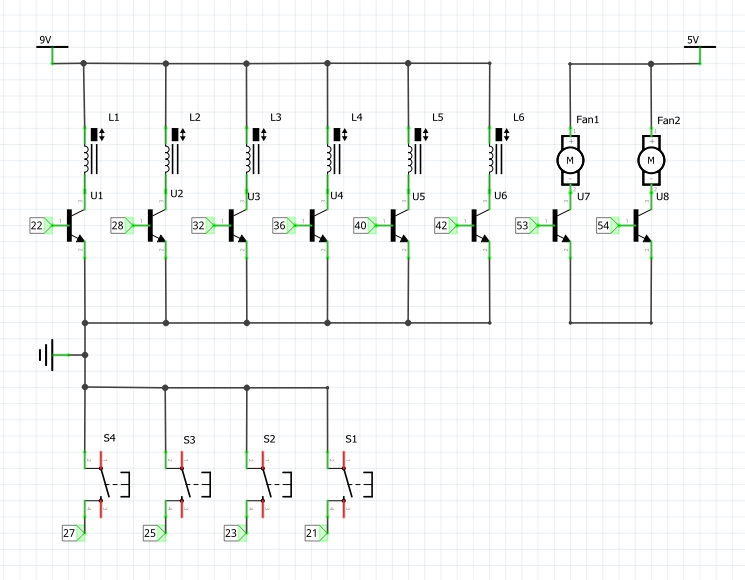 9V 5V
L1 L2 L3 L4 L5 L6 Fan1 Fan2
M M
U1 U2 U3 U4 U5 U6 U7 U8
22 28 32 36 40 42 53 54
S4 S3 S2 S1
27 25 23 21